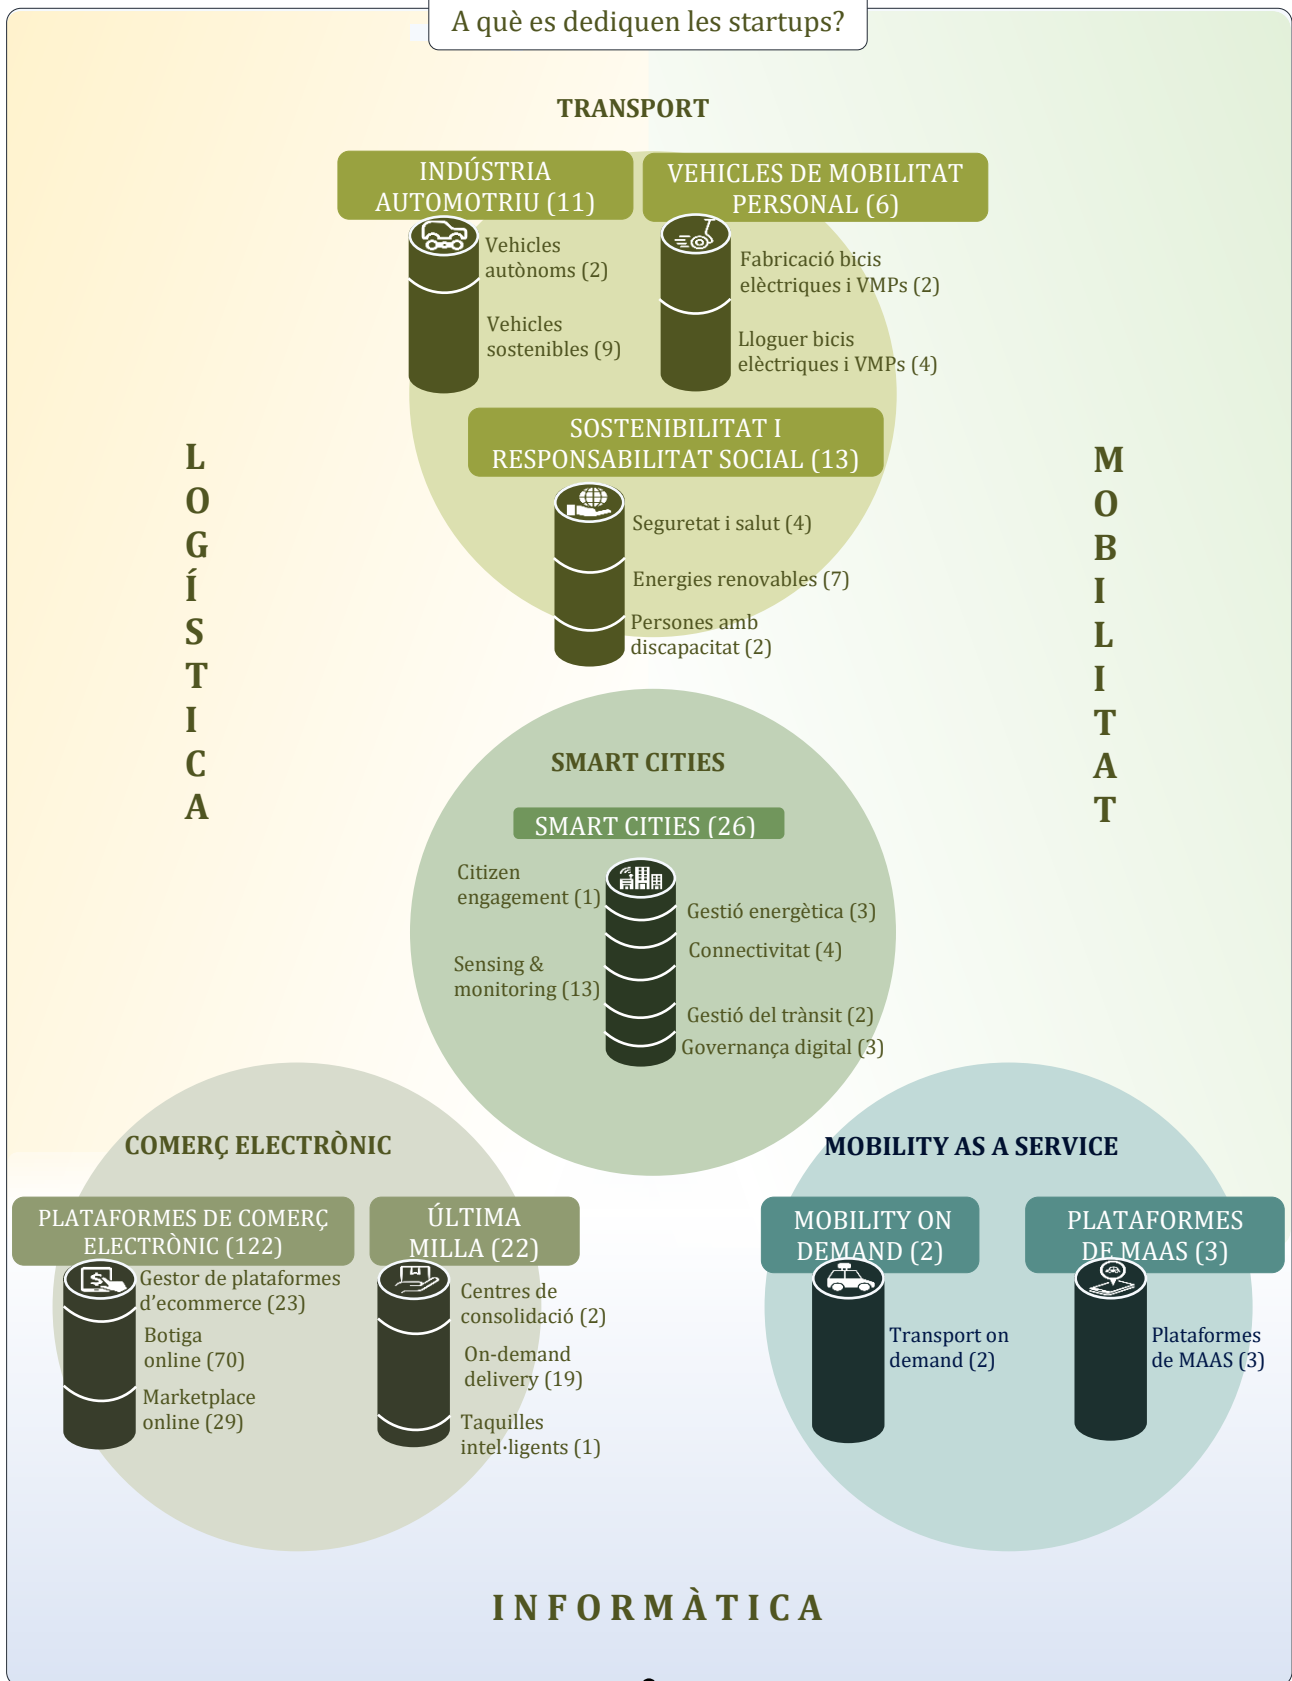 A què es dediquen les startups?
TRANSPORT
INDÚSTRIA
AUTOMOTRIU (11)
VEHICLES DE MOBILITAT
PERSONAL (6)
Vehicles
autònoms (2)
Vehicles
sostenibles (9)
Fabricació bicis
elèctriques i VMPs (2)
Lloguer bicis
elèctriques i VMPs (4)
SOSTENIBILITAT I
RESPONSABILITAT SOCIAL (13)
Seguretat i salut (4)
Energies renovables (7)
Persones amb
discapacitat (2)
LOGÍSTICA
MOBILITAT
SMART CITIES
SMART CITIES (26)
Citizen
engagement (1)
Gestió energètica (3)
Connectivitat (4)
Sensing &
monitoring (13)
Gestió del trànsit (2)
Governança digital (3)
COMERÇ ELECTRÒNIC
PLATAFORMES DE COMERÇ
ELECTRÒNIC (122)
Gestor de plataformes
d’ecommerce (23)
Botiga
online (70)
Marketplace
online (29)
ÚLTIMA
MILLA (22)
Centres de
consolidació (2)
On-demand
delivery (19)
Taquilles
intel·ligents (1)
MOBILITY AS A SERVICE
MOBILITY ON
DEMAND (2)
Transport on
demand (2)
PLATAFORMES
DE MAAS (3)
Plataformes
de MAAS (3)
INFORMÀTICA